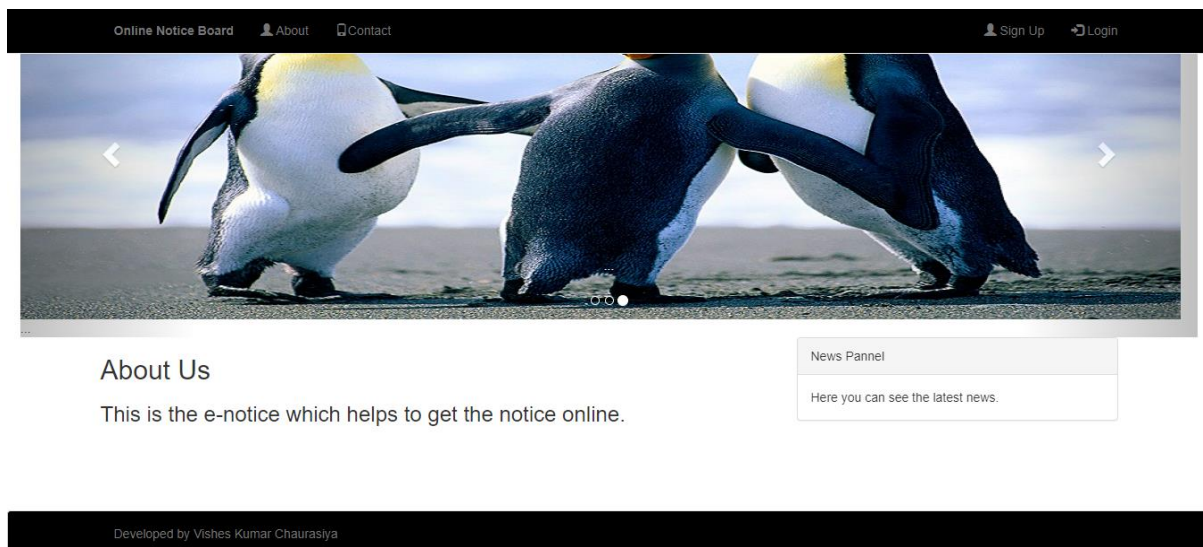 Online Notice Board About Contact Sign Up Login
...
...
About Us
This is the e-notice which helps to get the notice online.
News Pannel
Here you can see the latest news.
Developed by Vishes Kumar Chaurasiya